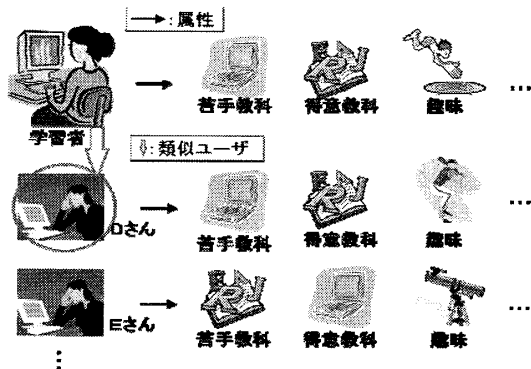 →:属性
苦手教科 得意教科 趣味 …
学習者
⇩:類似ユーザ
Dさん
苦手教科 得意教科 趣味 …
Eさん
苦手教科 得意教科 趣味 …
⋮